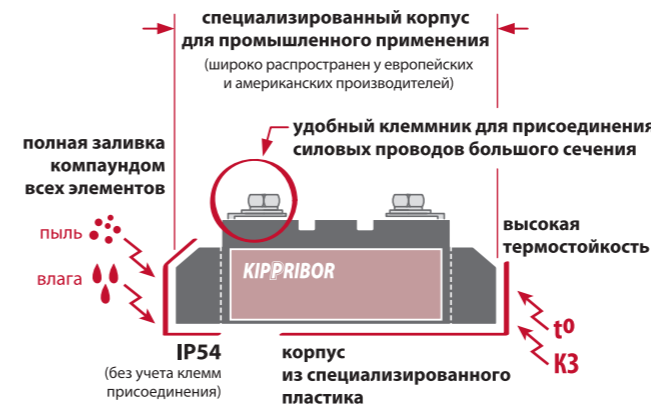 специализированный корпус
для промышленного применения
(широко распространен у европейских
и американских производителей)
удобный клеммник для присоединения
силовых проводов большого сечения
полная заливка
компаундом
всех элементов
пыль
влага
KIPPRIBOR
высокая
термостойкость
t⁰
КЗ
IP54
(без учета клемм
присоединения)
корпус
из специализированного
пластика